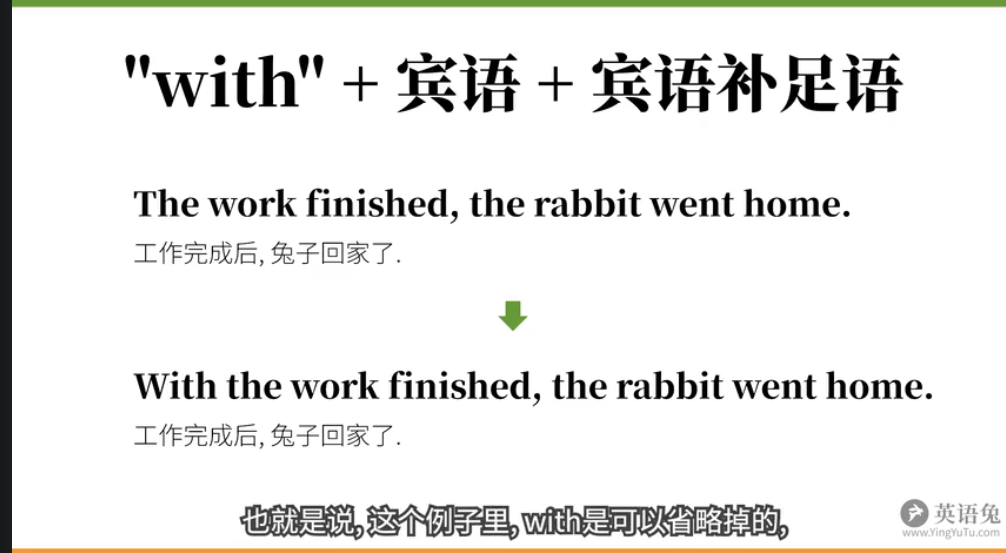 "with" + 宾语 + 宾语补足语
The work finished, the rabbit went home.
工作完成后, 兔子回家了.
With the work finished, the rabbit went home.
工作完成后, 兔子回家了.
也就是说, 这个例子里, with是可以省略掉的,
英语兔
www.YingYuTu.com